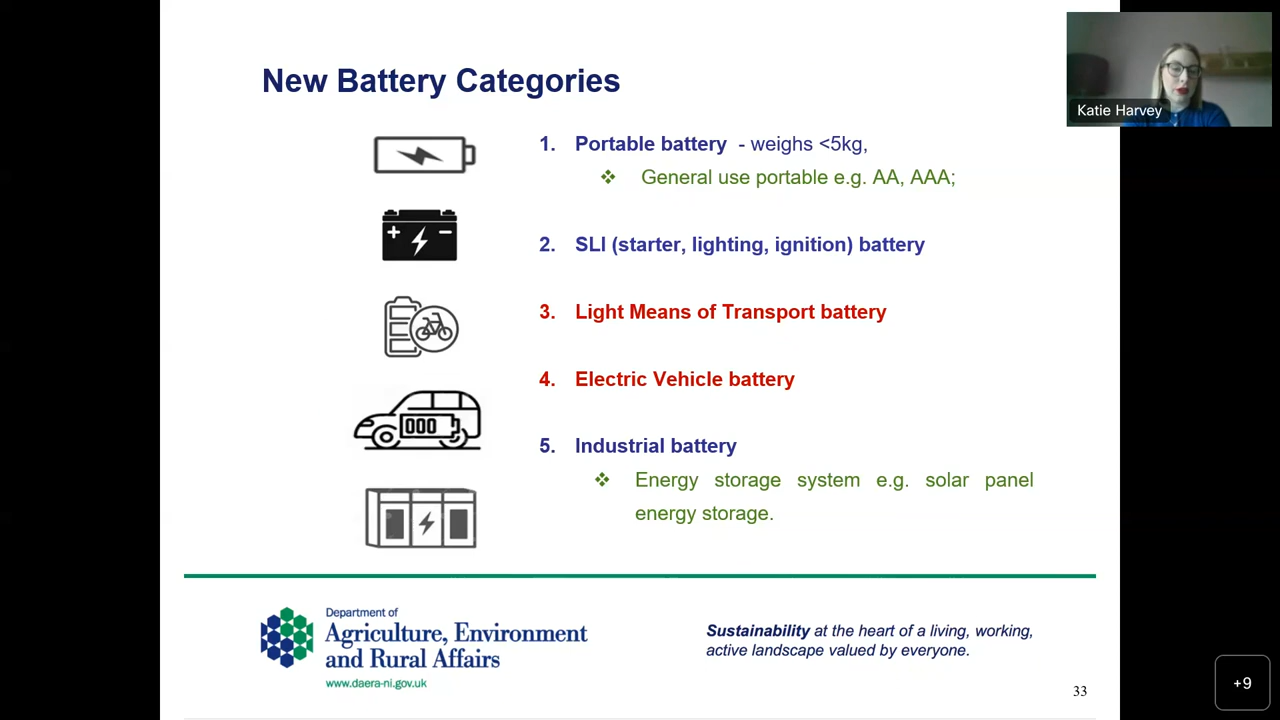 New Battery Categories
Katie Harvey
1. Portable battery - weighs <5kg,
❖ General use portable e.g. AA, AAA;
2. SLI (starter, lighting, ignition) battery
3. Light Means of Transport battery
4. Electric Vehicle battery
5. Industrial battery
❖ Energy storage system e.g. solar panel
energy storage.
Department of
Agriculture, Environment
and Rural Affairs
www.daera-ni.gov.uk
Sustainability at the heart of a living, working,
active landscape valued by everyone.
33
+9